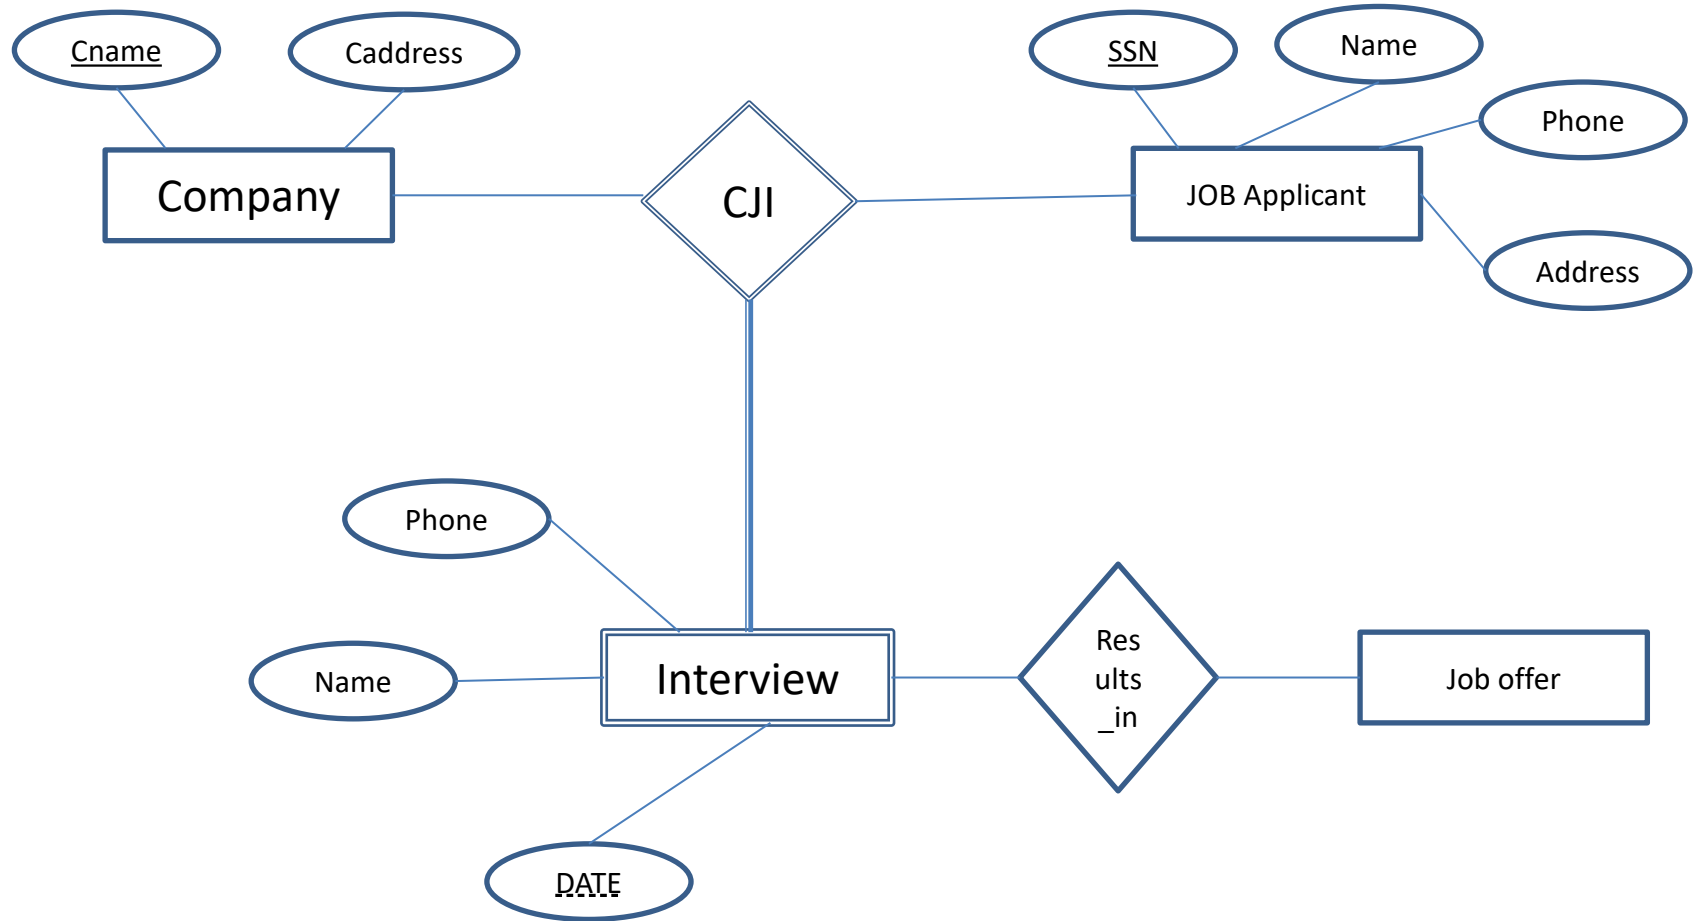 Cname
Caddress
SSN
Name
Phone
Company
CJI
JOB Applicant
Address
Phone
Name
Interview
Res
ults
_in
Job offer
DATE